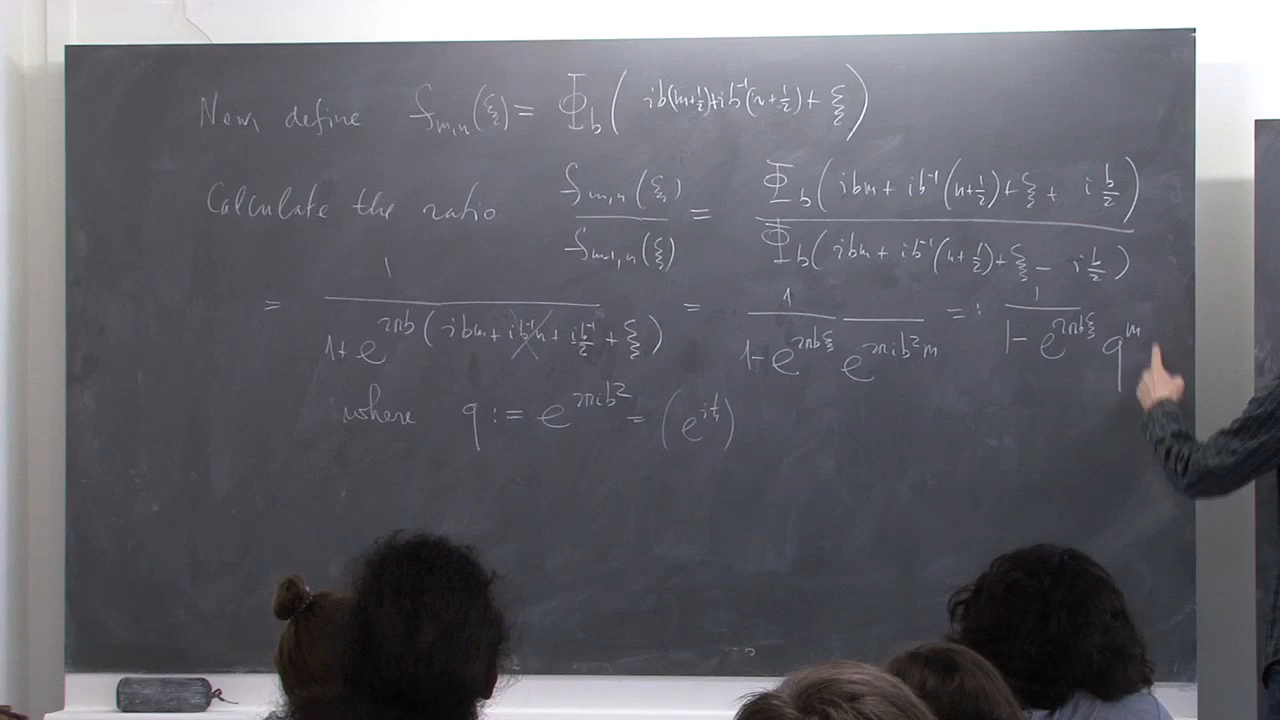 Now define f_{m,n}(ξ) = Φ_b( ib(m+1/2)+ib^{-1}(n+1/2)+ξ )
Calculate the ratio f_{m,n}(ξ) / f_{m-1,n}(ξ) = Φ_b( ibm + ib^{-1}(n+1/2)+ξ + i b/2 ) / Φ_b( ibm + ib^{-1}(n+1/2)+ξ - i b/2 )
= 1 / 1+e^{2πb( ibm + ib^{-1}n + ib^{-1}/2 + ξ )} = 1 / 1-e^{2πbξ} e^{2πib²m} =: 1 / 1-e^{2πbξ} q^m
where q := e^{2πib²} = (e^{iħ})